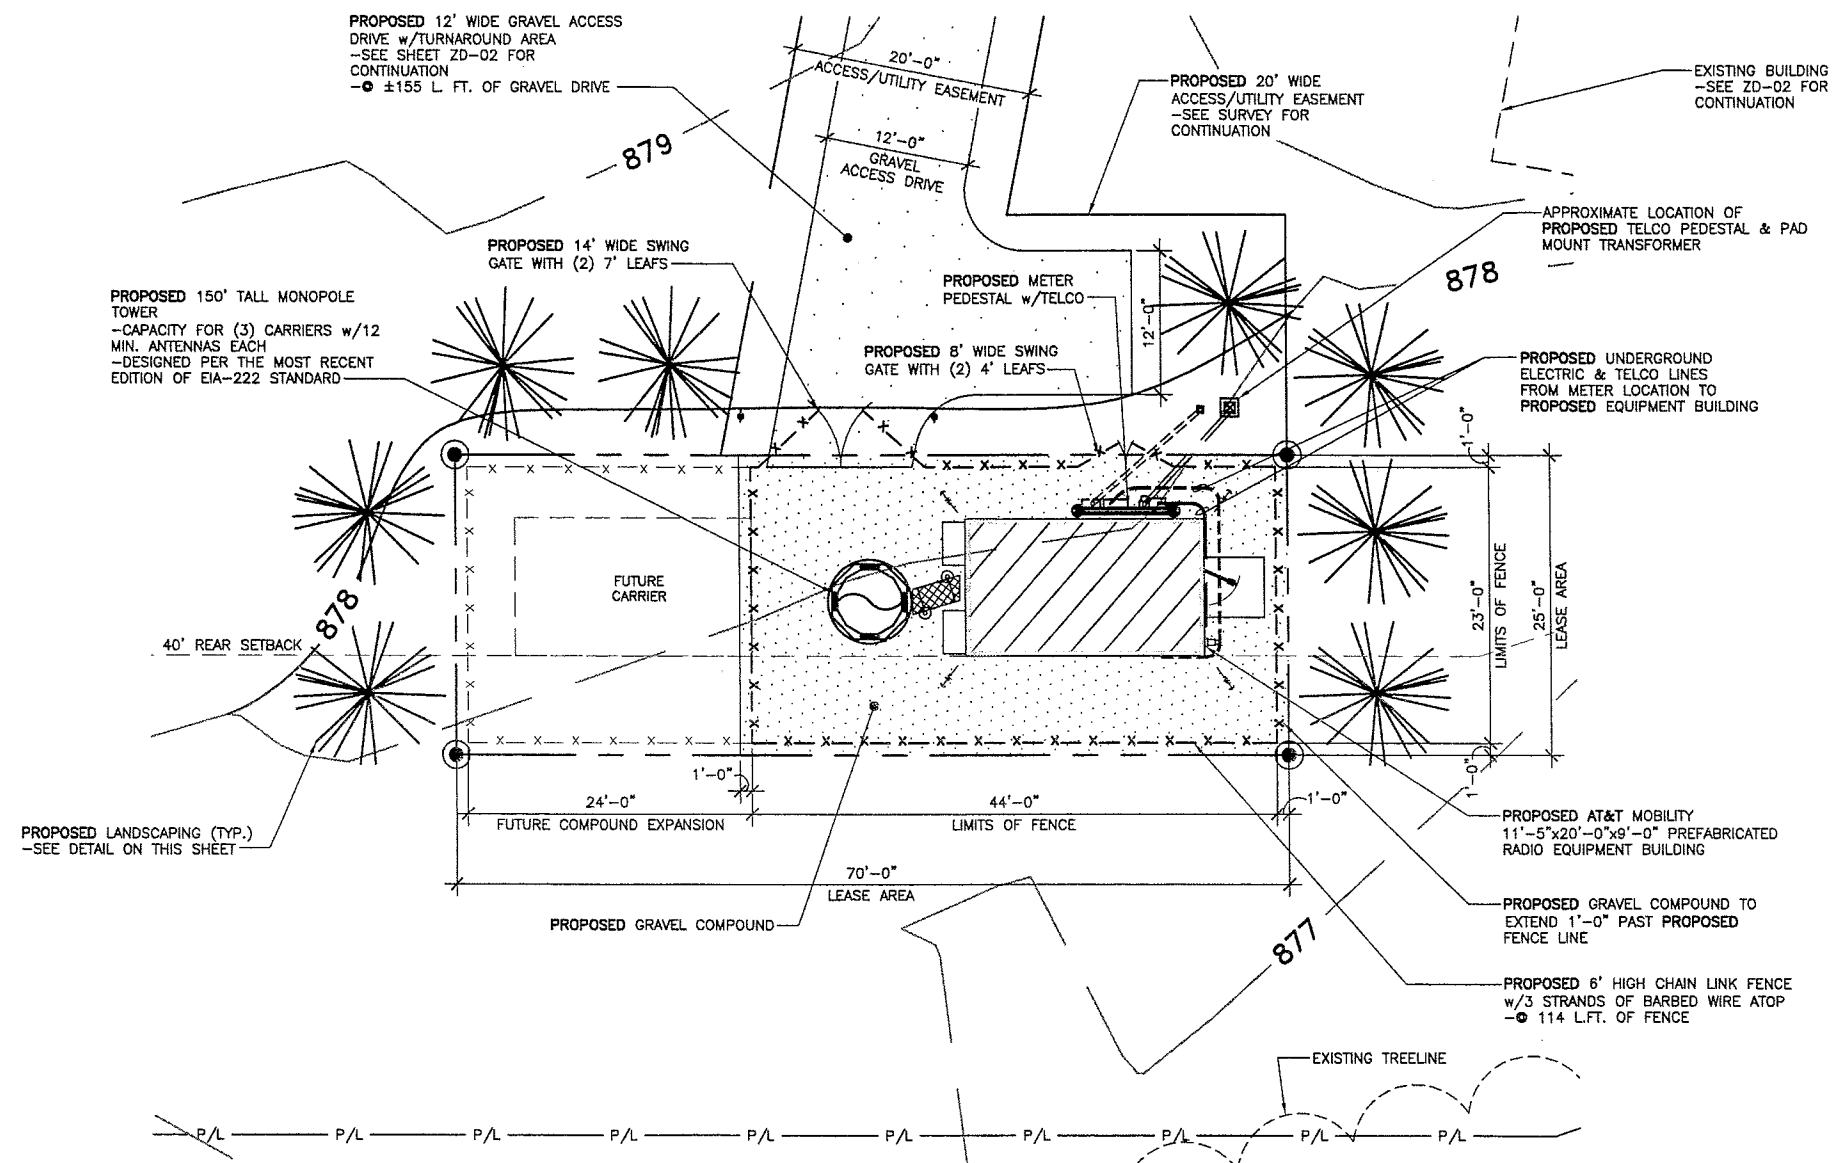 PROPOSED 12' WIDE GRAVEL ACCESS
DRIVE w/TURNAROUND AREA
-SEE SHEET ZD-02 FOR
CONTINUATION
-@ ±155 L. FT. OF GRAVEL DRIVE
20'-0"
ACCESS/UTILITY EASEMENT
PROPOSED 20' WIDE
ACCESS/UTILITY EASEMENT
-SEE SURVEY FOR
CONTINUATION
EXISTING BUILDING
-SEE ZD-02 FOR
CONTINUATION
879
12'-0"
GRAVEL
ACCESS DRIVE
APPROXIMATE LOCATION OF
PROPOSED TELCO PEDESTAL & PAD
MOUNT TRANSFORMER
878
PROPOSED 14' WIDE SWING
GATE WITH (2) 7' LEAFS
PROPOSED METER
PEDESTAL w/TELCO
12'-0"
PROPOSED 150' TALL MONOPOLE
TOWER
-CAPACITY FOR (3) CARRIERS w/12
MIN. ANTENNAS EACH
-DESIGNED PER THE MOST RECENT
EDITION OF EIA-222 STANDARD
PROPOSED 8' WIDE SWING
GATE WITH (2) 4' LEAFS
PROPOSED UNDERGROUND
ELECTRIC & TELCO LINES
FROM METER LOCATION TO
PROPOSED EQUIPMENT BUILDING
1'-0"
FUTURE
CARRIER
23'-0"
LIMITS OF FENCE
25'-0"
LEASE AREA
878
40' REAR SETBACK
1'-0"
1'-0"
24'-0"
FUTURE COMPOUND EXPANSION
44'-0"
LIMITS OF FENCE
1'-0"
PROPOSED LANDSCAPING (TYP.)
-SEE DETAIL ON THIS SHEET
PROPOSED AT&T MOBILITY
11'-5"x20'-0"x9'-0" PREFABRICATED
RADIO EQUIPMENT BUILDING
70'-0"
LEASE AREA
PROPOSED GRAVEL COMPOUND
PROPOSED GRAVEL COMPOUND TO
EXTEND 1'-0" PAST PROPOSED
FENCE LINE
877
PROPOSED 6' HIGH CHAIN LINK FENCE
w/3 STRANDS OF BARBED WIRE ATOP
-@ 114 L.FT. OF FENCE
EXISTING TREELINE
P/L P/L P/L P/L P/L P/L P/L P/L P/L P/L